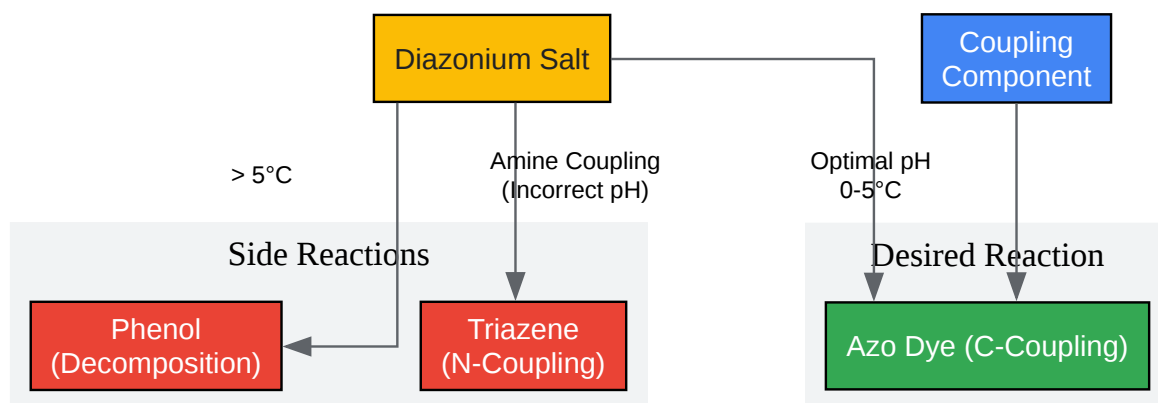 Diazonium Salt
Coupling
Component
> 5°C
Amine Coupling
(Incorrect pH)
Optimal pH
0-5°C
Side Reactions
Desired Reaction
Phenol
(Decomposition)
Triazene
(N-Coupling)
Azo Dye (C-Coupling)